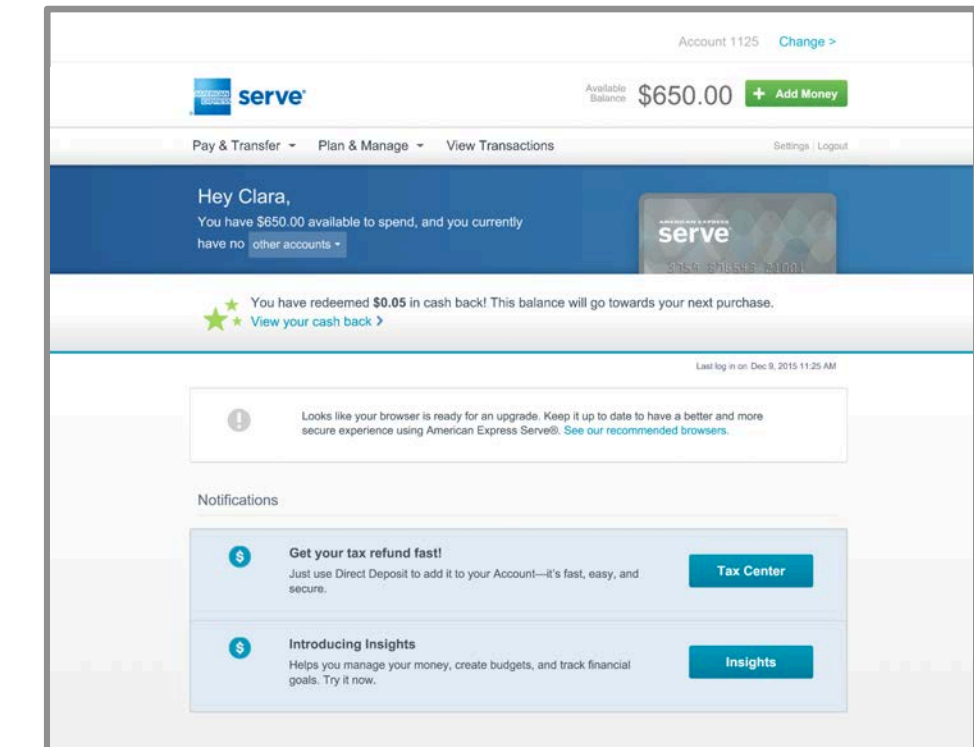 Account 1125 Change >
AMERICAN EXPRESS
serve
Available Balance $650.00 + Add Money
Pay & Transfer Plan & Manage View Transactions Settings | Logout
Hey Clara,
You have $650.00 available to spend, and you currently
have no other accounts
AMERICAN EXPRESS
serve
You have redeemed $0.05 in cash back! This balance will go towards your next purchase.
View your cash back >
Last log in on: Dec 9, 2015 11:25 AM
Looks like your browser is ready for an upgrade. Keep it up to date to have a better and more
secure experience using American Express Serve®. See our recommended browsers.
Notifications
Get your tax refund fast!
Just use Direct Deposit to add it to your Account—it's fast, easy, and
secure.
Tax Center
Introducing Insights
Helps you manage your money, create budgets, and track financial
goals. Try it now.
Insights